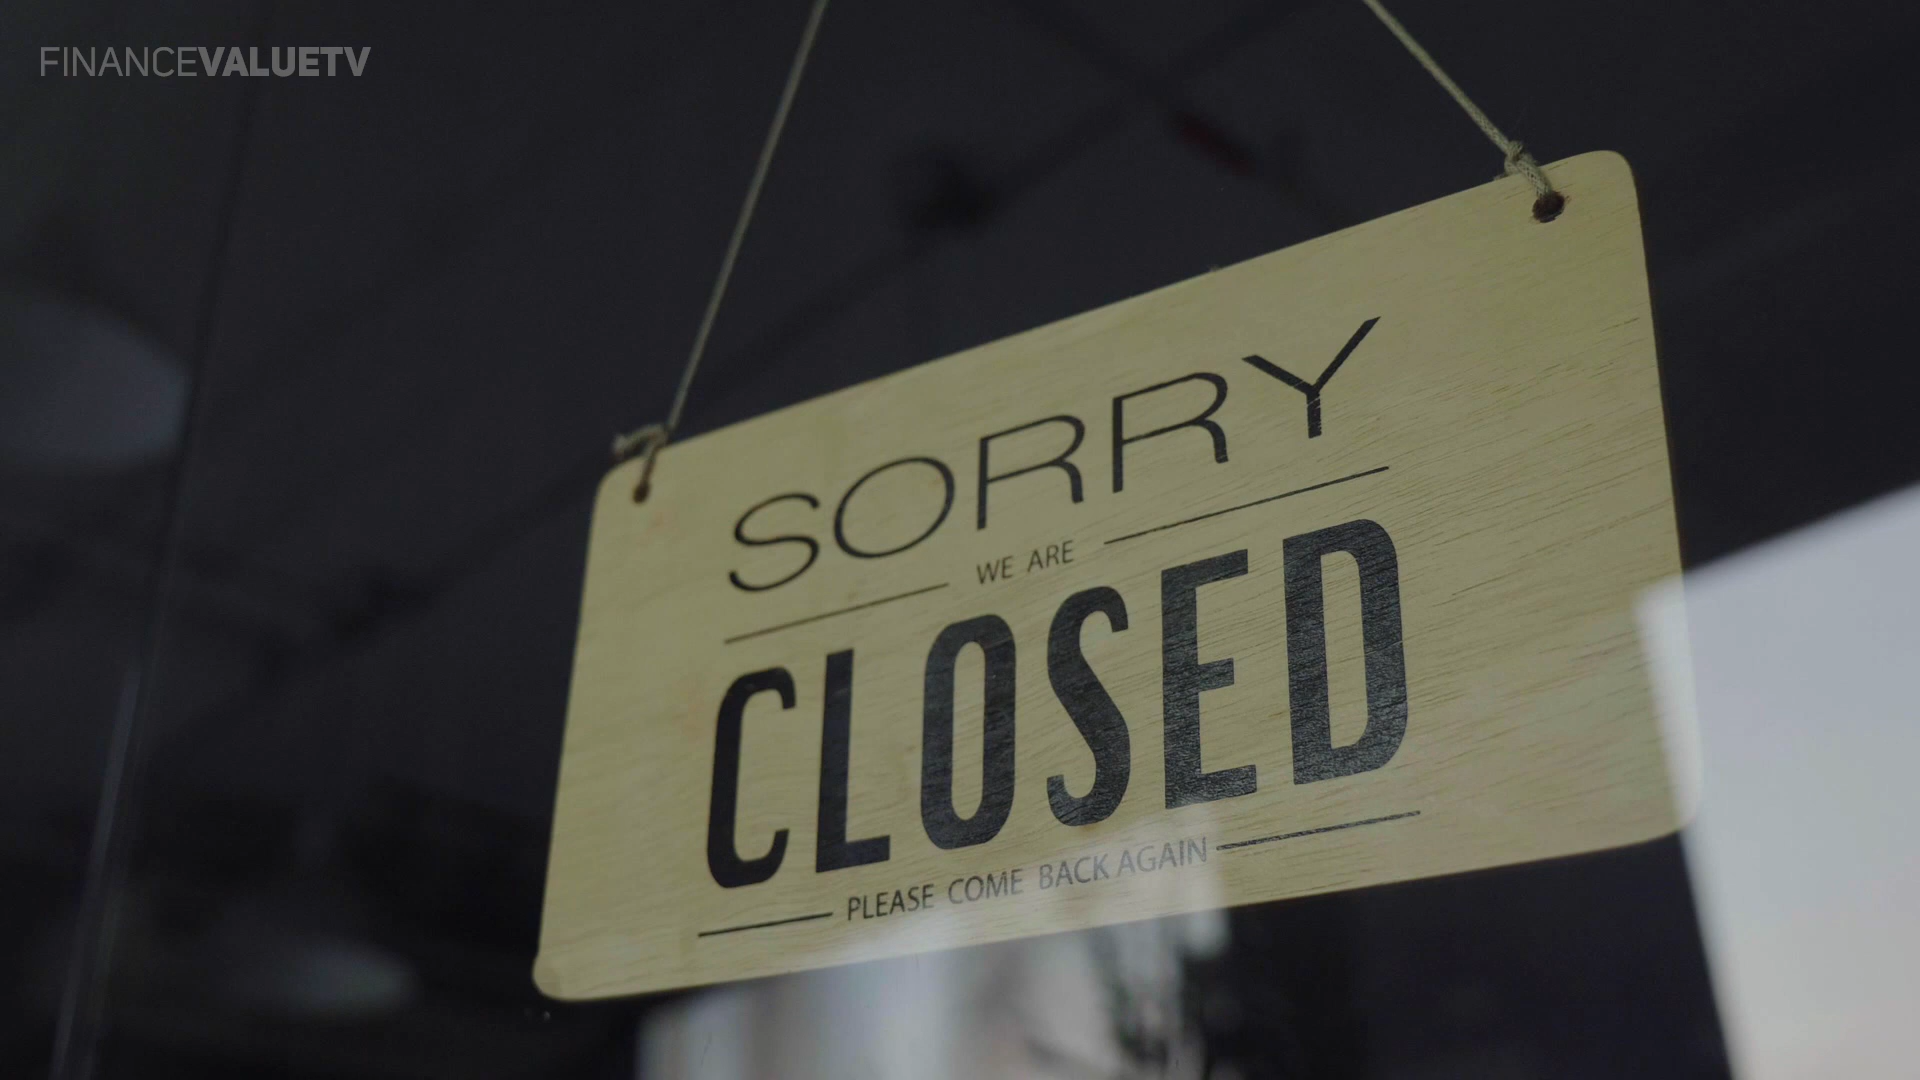 FINANCEVALUETV
SORRY
WE ARE
CLOSED
PLEASE COME BACK AGAIN